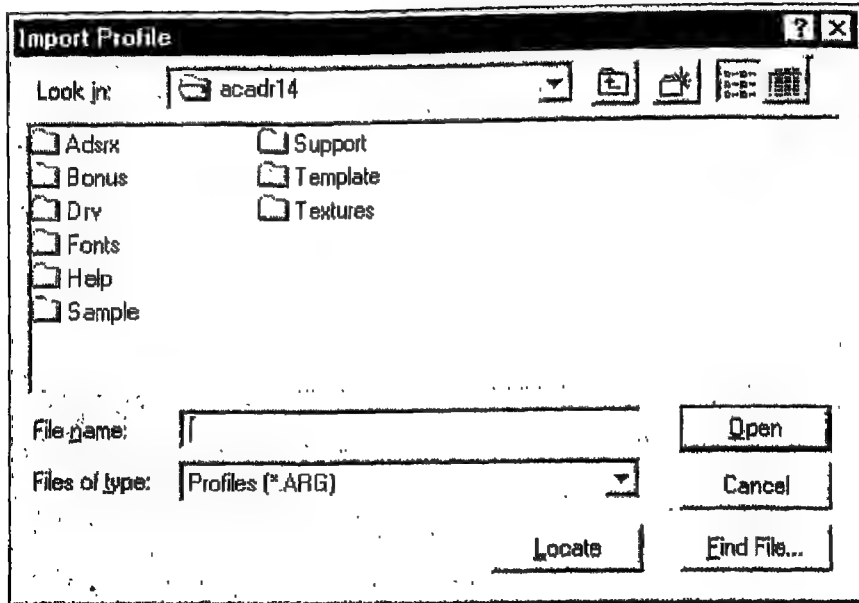 Import Profile
Look in: acadr14
Adsrx Support
Bonus Template
Drv Textures
Fonts
Help
Sample
File name: Open
Files of type: Profiles (*.ARG) Cancel
Locate Find File...